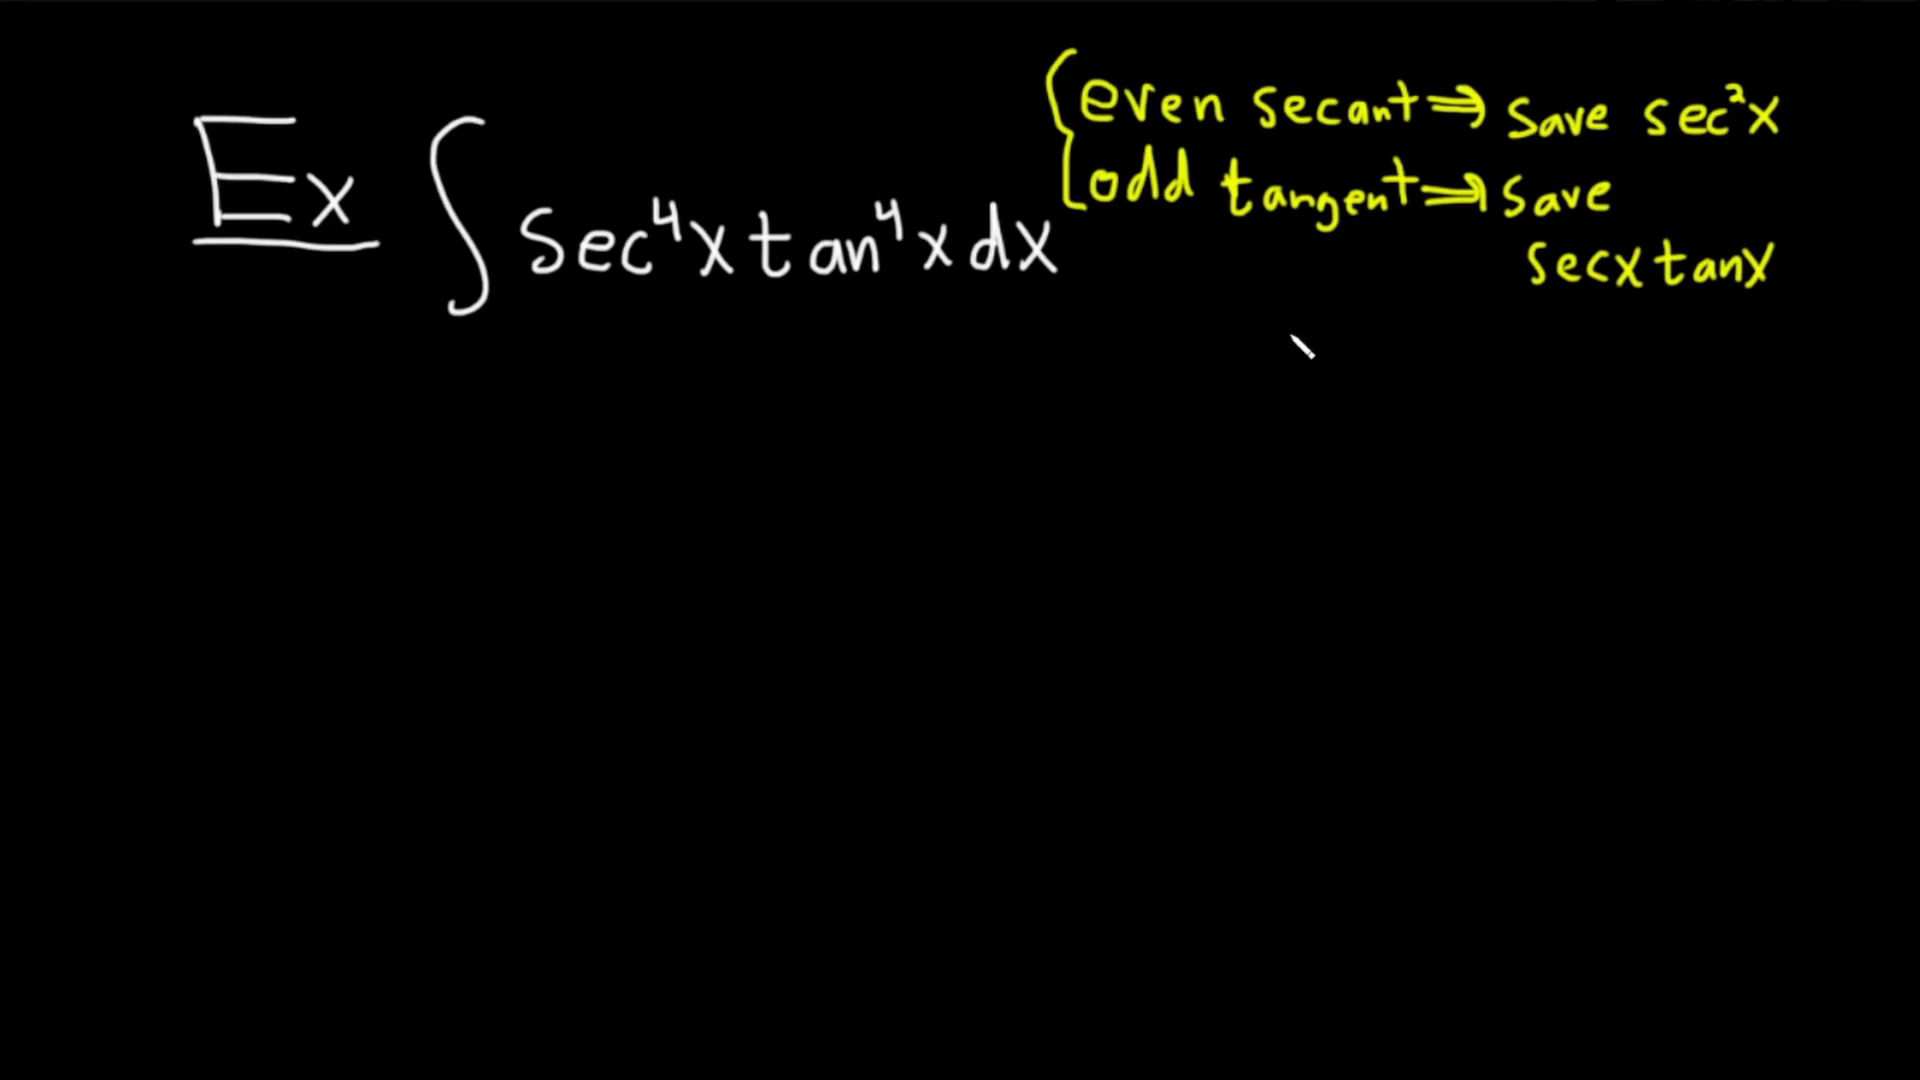 Ex ∫ sec⁴x tan⁴x dx
{even secant ⇒ save sec²x
odd tangent ⇒ save
secx tanx